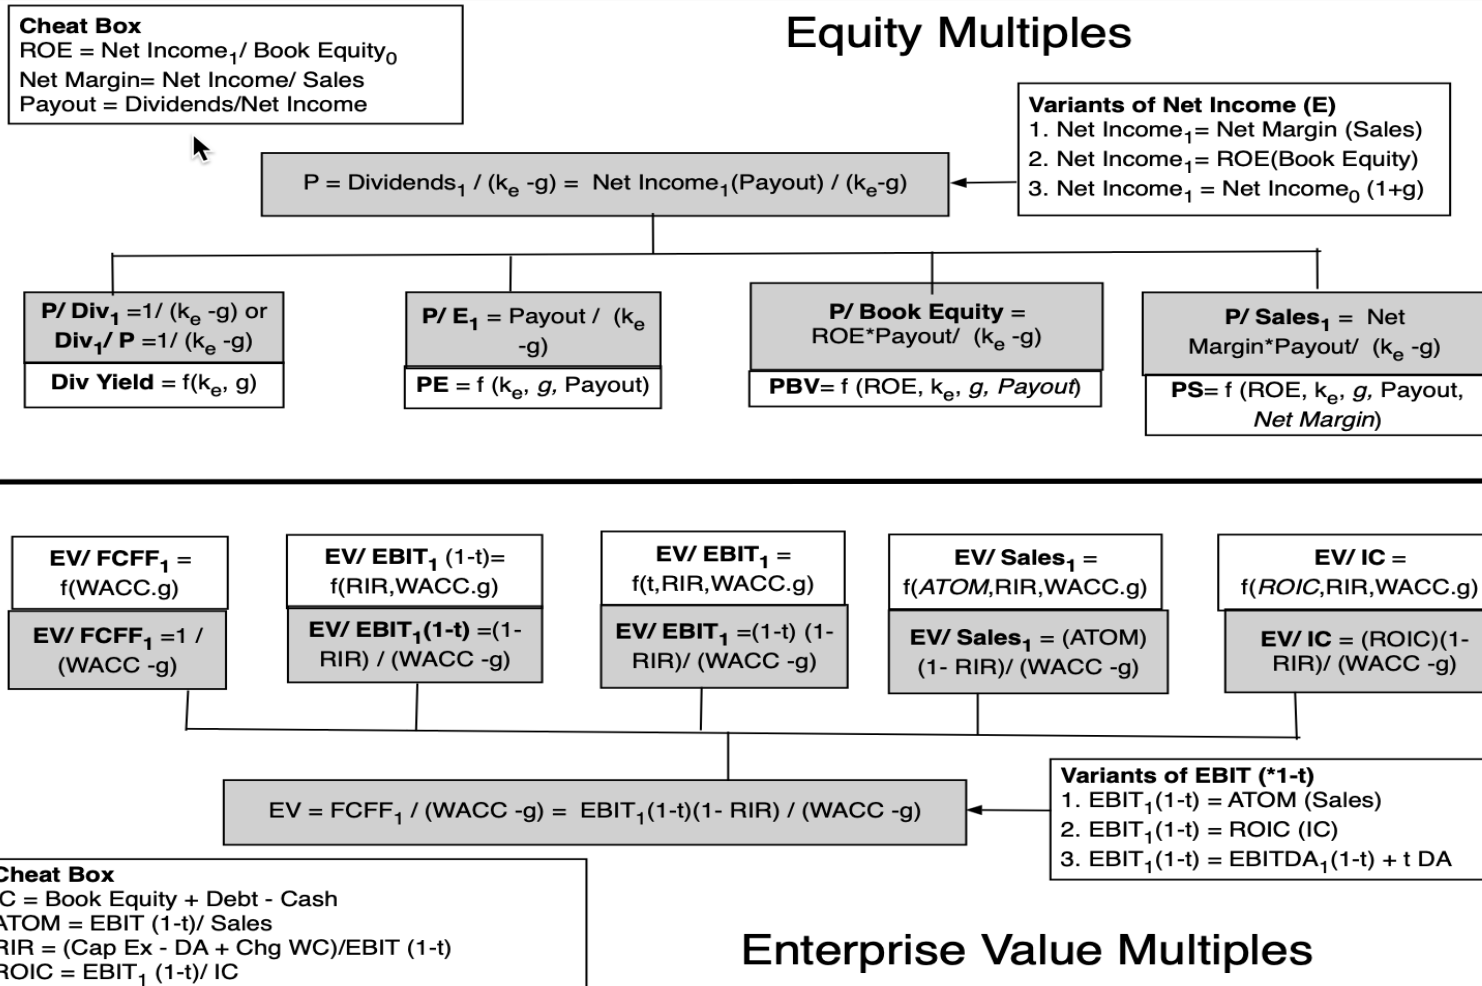 Cheat Box
ROE = Net Income₁/ Book Equity₀
Net Margin= Net Income/ Sales
Payout = Dividends/Net Income
Equity Multiples
Variants of Net Income (E)
1. Net Income₁= Net Margin (Sales)
2. Net Income₁= ROE(Book Equity)
3. Net Income₁ = Net Income₀ (1+g)
P = Dividends₁ / (kₑ -g) = Net Income₁(Payout) / (kₑ-g)
P/ Div₁ =1/ (kₑ -g) or
Div₁/ P =1/ (kₑ -g)
Div Yield = f(kₑ, g)
P/ E₁ = Payout / (kₑ
-g)
PE = f (kₑ, g, Payout)
P/ Book Equity =
ROE*Payout/ (kₑ -g)
PBV= f (ROE, kₑ, g, Payout)
P/ Sales₁ = Net
Margin*Payout/ (kₑ -g)
PS= f (ROE, kₑ, g, Payout,
Net Margin)
EV/ FCFF₁ =
f(WACC.g)
EV/ FCFF₁ =1 /
(WACC -g)
EV/ EBIT₁ (1-t)=
f(RIR,WACC.g)
EV/ EBIT₁(1-t) =(1-
RIR) / (WACC -g)
EV/ EBIT₁ =
f(t,RIR,WACC.g)
EV/ EBIT₁ =(1-t) (1-
RIR)/ (WACC -g)
EV/ Sales₁ =
f(ATOM,RIR,WACC.g)
EV/ Sales₁ = (ATOM)
(1- RIR)/ (WACC -g)
EV/ IC =
f(ROIC,RIR,WACC.g)
EV/ IC = (ROIC)(1-
RIR)/ (WACC -g)
EV = FCFF₁ / (WACC -g) = EBIT₁(1-t)(1- RIR) / (WACC -g)
Variants of EBIT (*1-t)
1. EBIT₁(1-t) = ATOM (Sales)
2. EBIT₁(1-t) = ROIC (IC)
3. EBIT₁(1-t) = EBITDA₁(1-t) + t DA
Cheat Box
IC = Book Equity + Debt - Cash
ATOM = EBIT (1-t)/ Sales
RIR = (Cap Ex - DA + Chg WC)/EBIT (1-t)
ROIC = EBIT₁ (1-t)/ IC
Enterprise Value Multiples